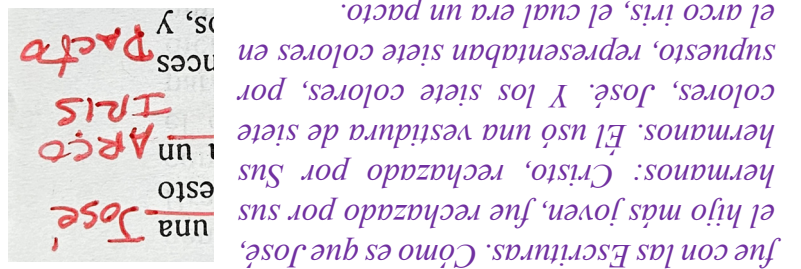 fue con las Escrituras. Cómo es que José,
el hijo más joven, fue rechazado por sus
hermanos: Cristo, rechazado por Sus
hermanos. Él usó una vestidura de siete
colores, José. Y los siete colores, por
supuesto, representaban siete colores en
el arco iris, el cual era un pacto.
una José
esto
un ARCO
IRIS
Pacto